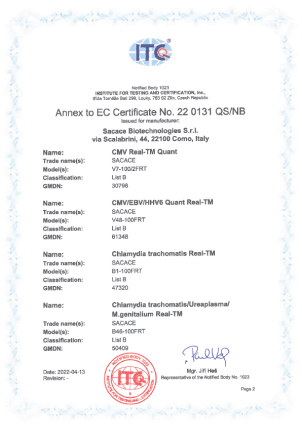 ITC
Notified Body 1023
INSTITUTE FOR TESTING AND CERTIFICATION, Inc.,
třída Tomáše Bati 299, Louky, 763 02 Zlín, Czech Republic
Annex to EC Certificate No. 22 0131 QS/NB
issued for manufacturer:
Sacace Biotechnologies S.r.l.
via Scalabrini, 44, 22100 Como, Italy
Name: CMV Real-TM Quant
Trade name(s): SACACE
Model(s): V7-100/2FRT
Classification: List B
GMDN: 30798
Name: CMV/EBV/HHV6 Quant Real-TM
Trade name(s): SACACE
Model(s): V48-100FRT
Classification: List B
GMDN: 61348
Name: Chlamydia trachomatis Real-TM
Trade name(s): SACACE
Model(s): B1-100FRT
Classification: List B
GMDN: 47320
Name: Chlamydia trachomatis/Ureaplasma/
M.genitalium Real-TM
Trade name(s): SACACE
Model(s): B46-100FRT
Classification: List B
GMDN: 50409
NOTIFIED BODY
ITC
Date: 2022-04-13
Revision: -
Mgr. Jiří Heš
Representative of the Notified Body No. 1023
Page 2